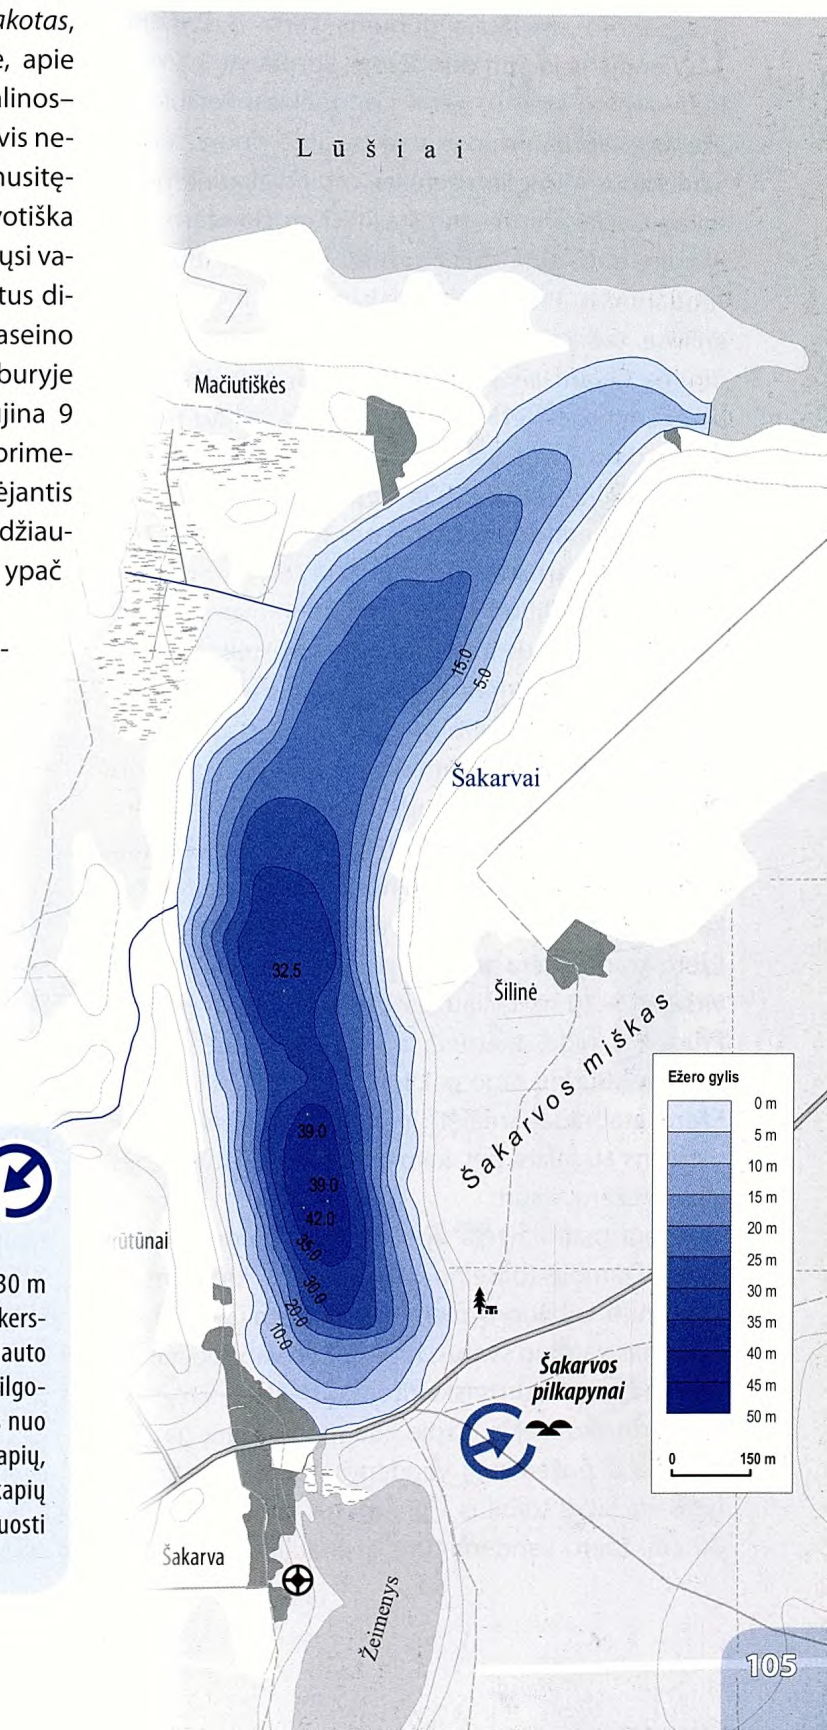 akotas,
e, apie
linos–
vis ne-
nusitę-
votiška
ųsi va-
tus di-
aseino
buryje
jina 9
prime-
ėjantis
džiau-
ypač
-
30 m
kers-
auto
ilgo-
nuo
apių,
kapių
uosti
Lūšiai
Mačiutiškės
15.0
5.0
Šakarvai
32.5
Šilinė
Šakarvos miškas
39.0
39.0
42.0
35.0
30.0
20.0
10.0
ūtūnai
Šakarvos
pilkapynai
Šakarva
Žeimenys
Ežero gylis
0 m
5 m
10 m
15 m
20 m
25 m
30 m
35 m
40 m
45 m
50 m
0 150 m
105